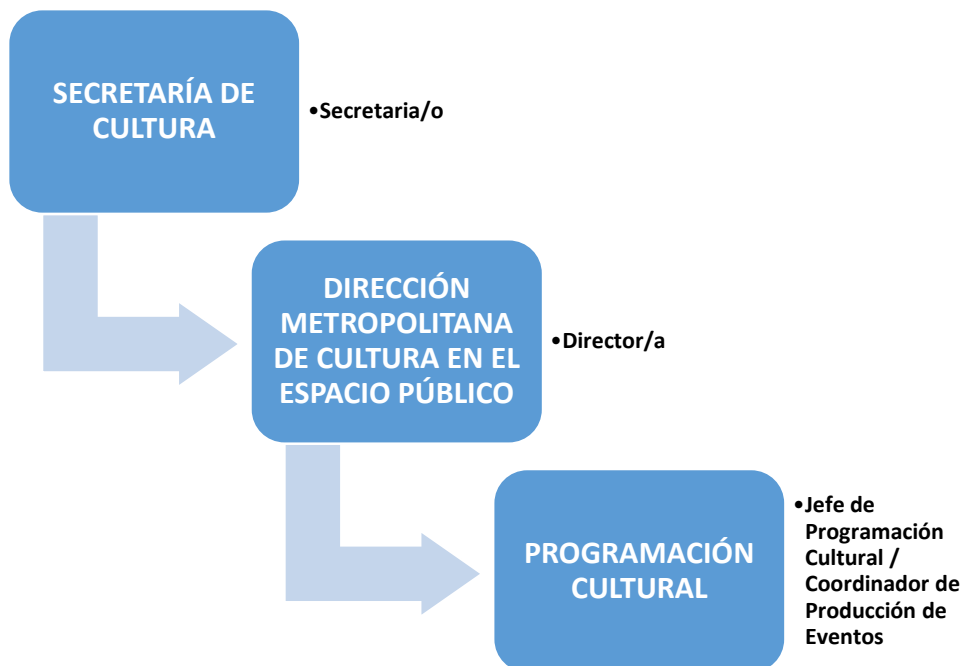 SECRETARÍA DE
CULTURA
•Secretaria/o
DIRECCIÓN
METROPOLITANA
DE CULTURA EN EL
ESPACIO PÚBLICO
•Director/a
PROGRAMACIÓN
CULTURAL
•Jefe de
Programación
Cultural /
Coordinador de
Producción de
Eventos